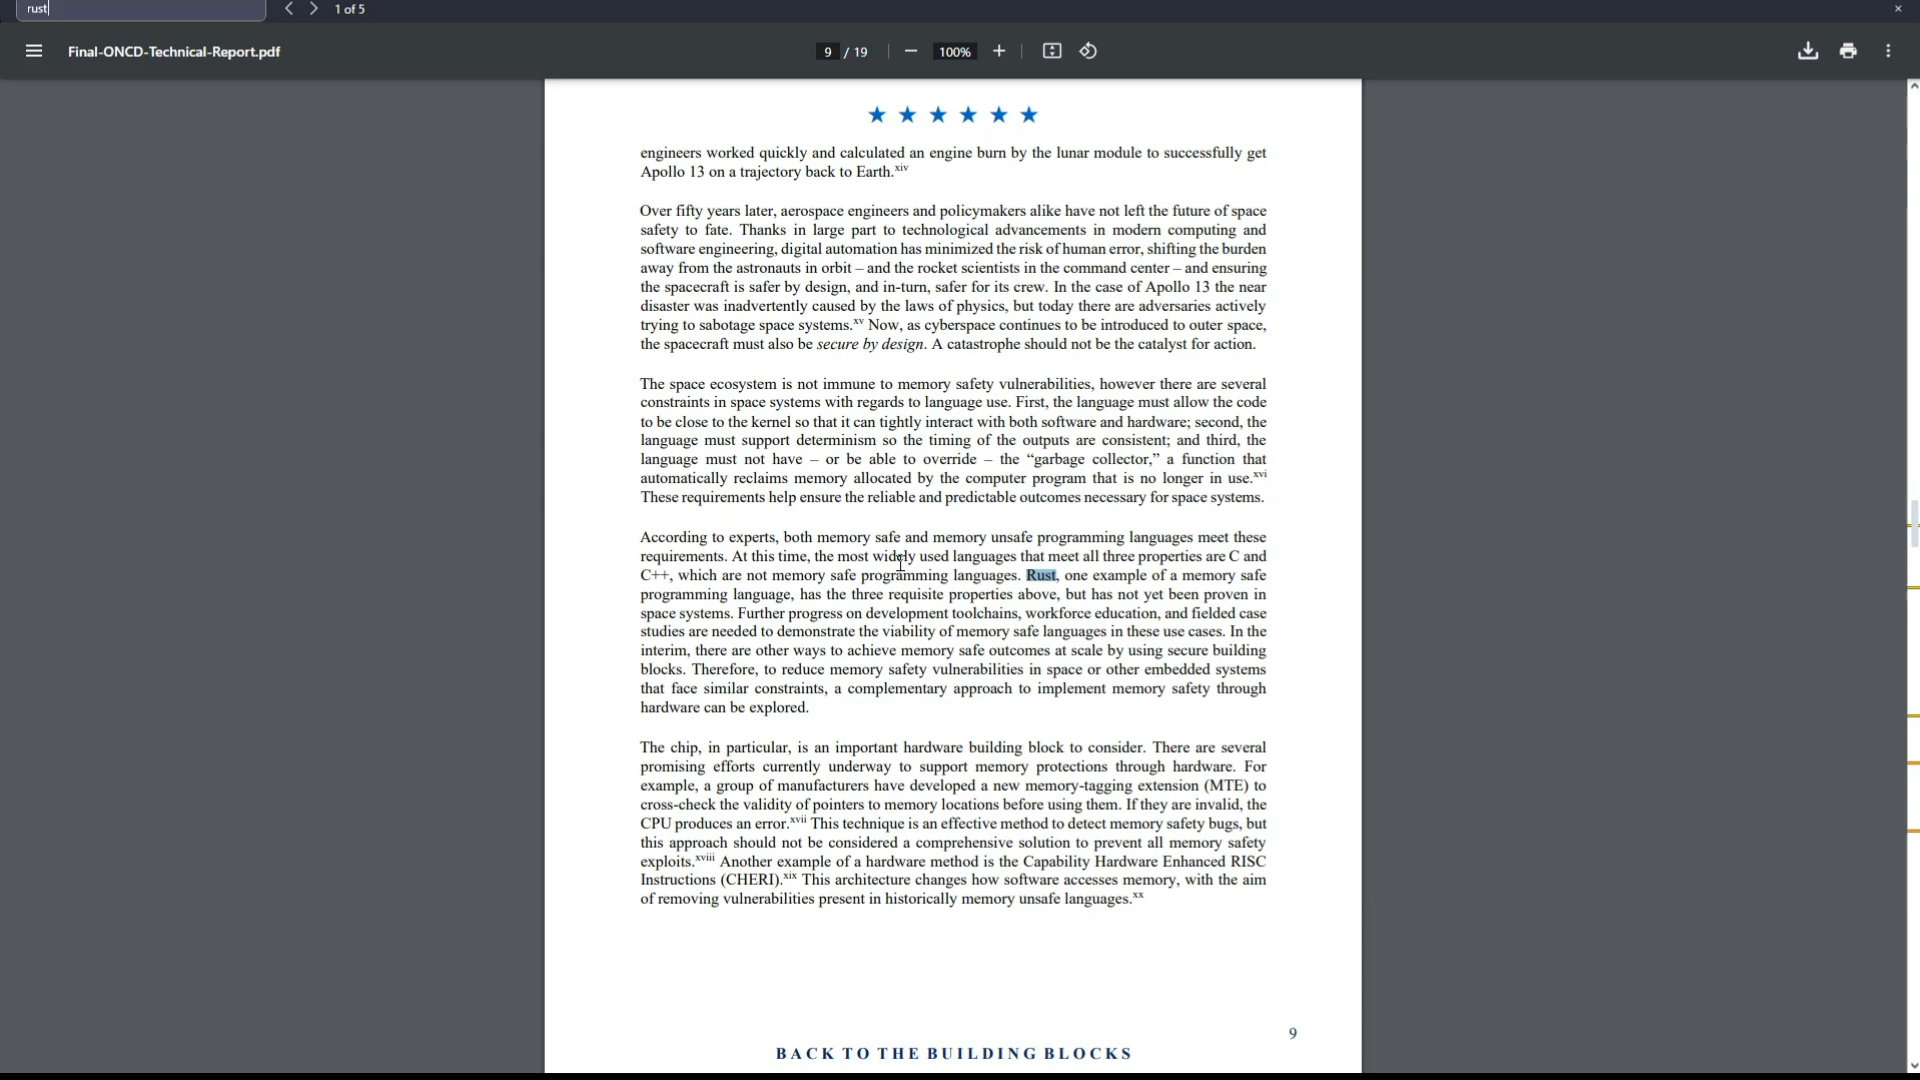 rust
1 of 5
Final-ONCD-Technical-Report.pdf
9 / 19
100%
engineers worked quickly and calculated an engine burn by the lunar module to successfully get
Apollo 13 on a trajectory back to Earth.xiv
Over fifty years later, aerospace engineers and policymakers alike have not left the future of space
safety to fate. Thanks in large part to technological advancements in modern computing and
software engineering, digital automation has minimized the risk of human error, shifting the burden
away from the astronauts in orbit – and the rocket scientists in the command center – and ensuring
the spacecraft is safer by design, and in-turn, safer for its crew. In the case of Apollo 13 the near
disaster was inadvertently caused by the laws of physics, but today there are adversaries actively
trying to sabotage space systems.xv Now, as cyberspace continues to be introduced to outer space,
the spacecraft must also be secure by design. A catastrophe should not be the catalyst for action.
The space ecosystem is not immune to memory safety vulnerabilities, however there are several
constraints in space systems with regards to language use. First, the language must allow the code
to be close to the kernel so that it can tightly interact with both software and hardware; second, the
language must support determinism so the timing of the outputs are consistent; and third, the
language must not have – or be able to override – the “garbage collector,” a function that
automatically reclaims memory allocated by the computer program that is no longer in use.xvi
These requirements help ensure the reliable and predictable outcomes necessary for space systems.
According to experts, both memory safe and memory unsafe programming languages meet these
requirements. At this time, the most widely used languages that meet all three properties are C and
C++, which are not memory safe programming languages. Rust, one example of a memory safe
programming language, has the three requisite properties above, but has not yet been proven in
space systems. Further progress on development toolchains, workforce education, and fielded case
studies are needed to demonstrate the viability of memory safe languages in these use cases. In the
interim, there are other ways to achieve memory safe outcomes at scale by using secure building
blocks. Therefore, to reduce memory safety vulnerabilities in space or other embedded systems
that face similar constraints, a complementary approach to implement memory safety through
hardware can be explored.
The chip, in particular, is an important hardware building block to consider. There are several
promising efforts currently underway to support memory protections through hardware. For
example, a group of manufacturers have developed a new memory-tagging extension (MTE) to
cross-check the validity of pointers to memory locations before using them. If they are invalid, the
CPU produces an error.xvii This technique is an effective method to detect memory safety bugs, but
this approach should not be considered a comprehensive solution to prevent all memory safety
exploits.xviii Another example of a hardware method is the Capability Hardware Enhanced RISC
Instructions (CHERI).xix This architecture changes how software accesses memory, with the aim
of removing vulnerabilities present in historically memory unsafe languages.xx
9
BACK TO THE BUILDING BLOCKS